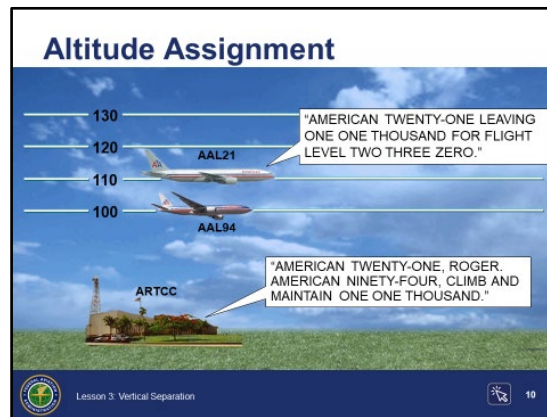 Altitude Assignment
130
"AMERICAN TWENTY-ONE LEAVING
ONE ONE THOUSAND FOR FLIGHT
LEVEL TWO THREE ZERO."
120
AAL21
110
100
AAL94
"AMERICAN TWENTY-ONE, ROGER.
AMERICAN NINETY-FOUR, CLIMB AND
MAINTAIN ONE ONE THOUSAND."
ARTCC
Lesson 3: Vertical Separation
10